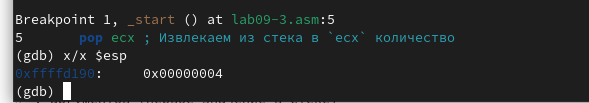 Breakpoint 1, _start () at lab09-3.asm:5
5 pop ecx ; Извлекаем из стека в `ecx` количество
(gdb) x/x $esp
0xffffd190: 0x00000004
(gdb)